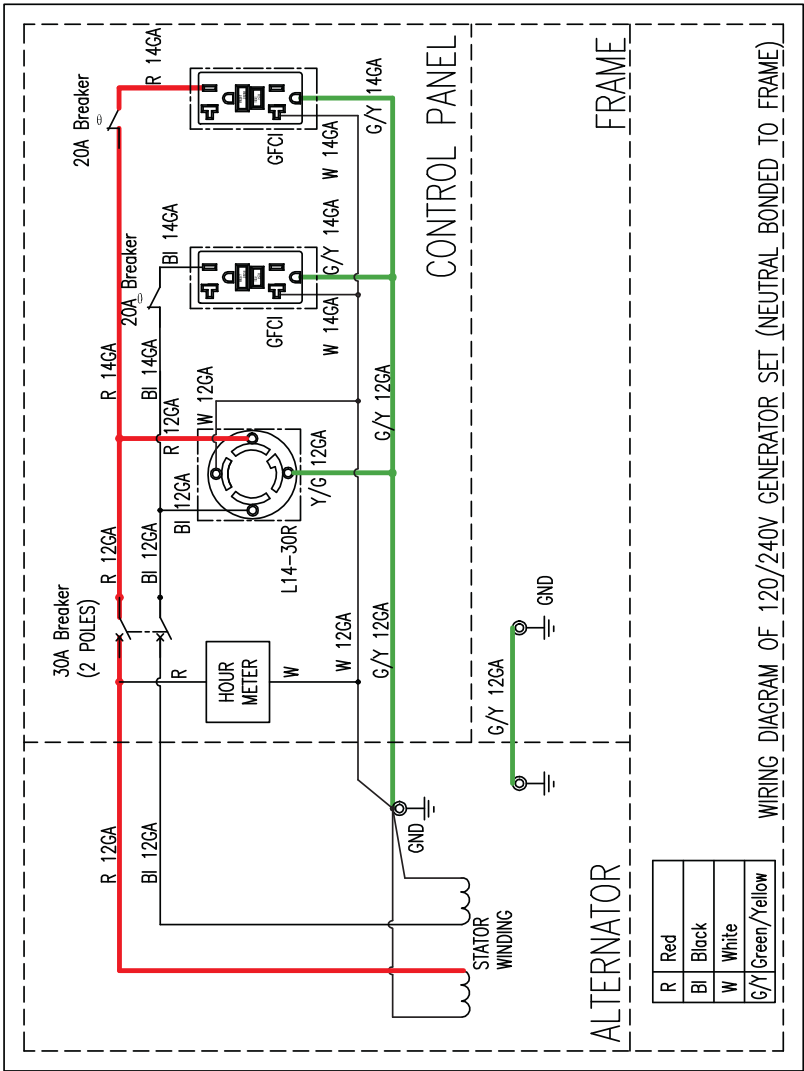 R 14GA
20A Breaker
GFCI
W 14GA
G/Y 14GA
CONTROL PANEL
FRAME
Bl 14GA
20A Breaker
GFCI
W 14GA
G/Y 14GA
R 14GA
Bl 14GA
R 12GA
W 12GA
Bl 12GA
Y/G 12GA
G/Y 12GA
L14-30R
R 12GA
Bl 12GA
30A Breaker
(2 POLES)
R
HOUR
METER
W
W 12GA
G/Y 12GA
G/Y 12GA
GND
R 12GA
Bl 12GA
GND
STATOR
WINDING
ALTERNATOR
R Red
Bl Black
W White
G/Y Green/Yellow
WIRING DIAGRAM OF 120/240V GENERATOR SET (NEUTRAL BONDED TO FRAME)